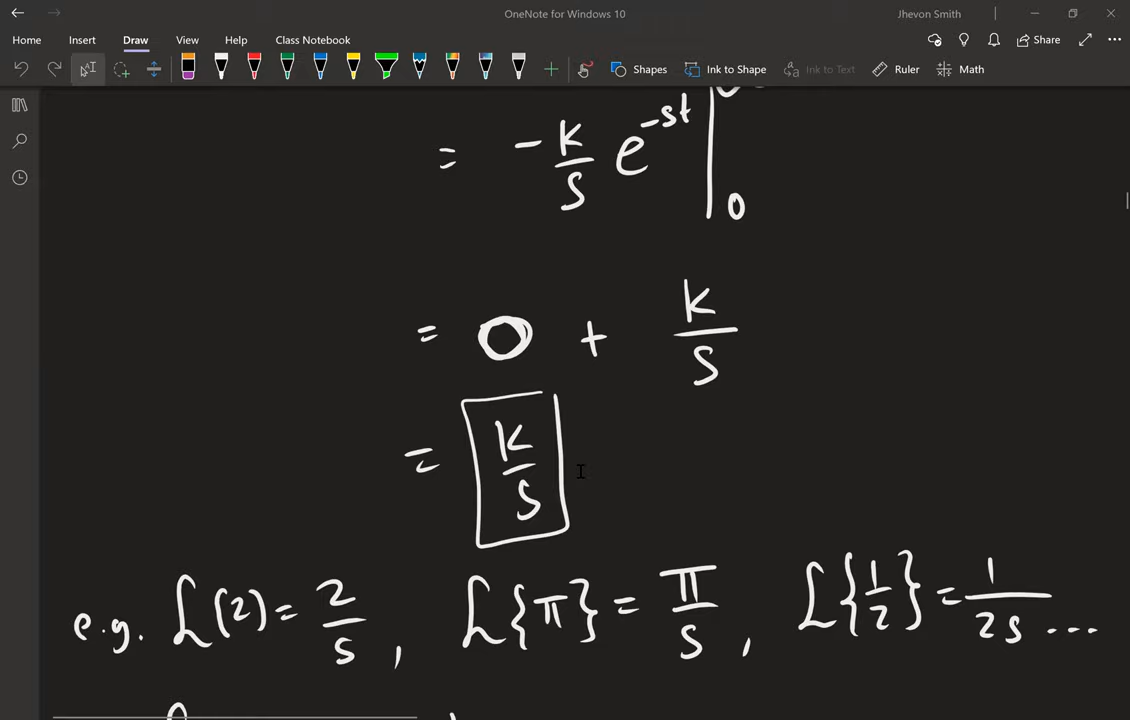 OneNote for Windows 10
Jhevon Smith
Home Insert Draw View Help Class Notebook
Share
Shapes Ink to Shape Ink to Text Ruler Math
= - K/S e^-st | 0
= 0 + K/S
= K/S
e.g. ℒ(2) = 2/s , ℒ{π} = π/s , ℒ{1/2} = 1/2s ...